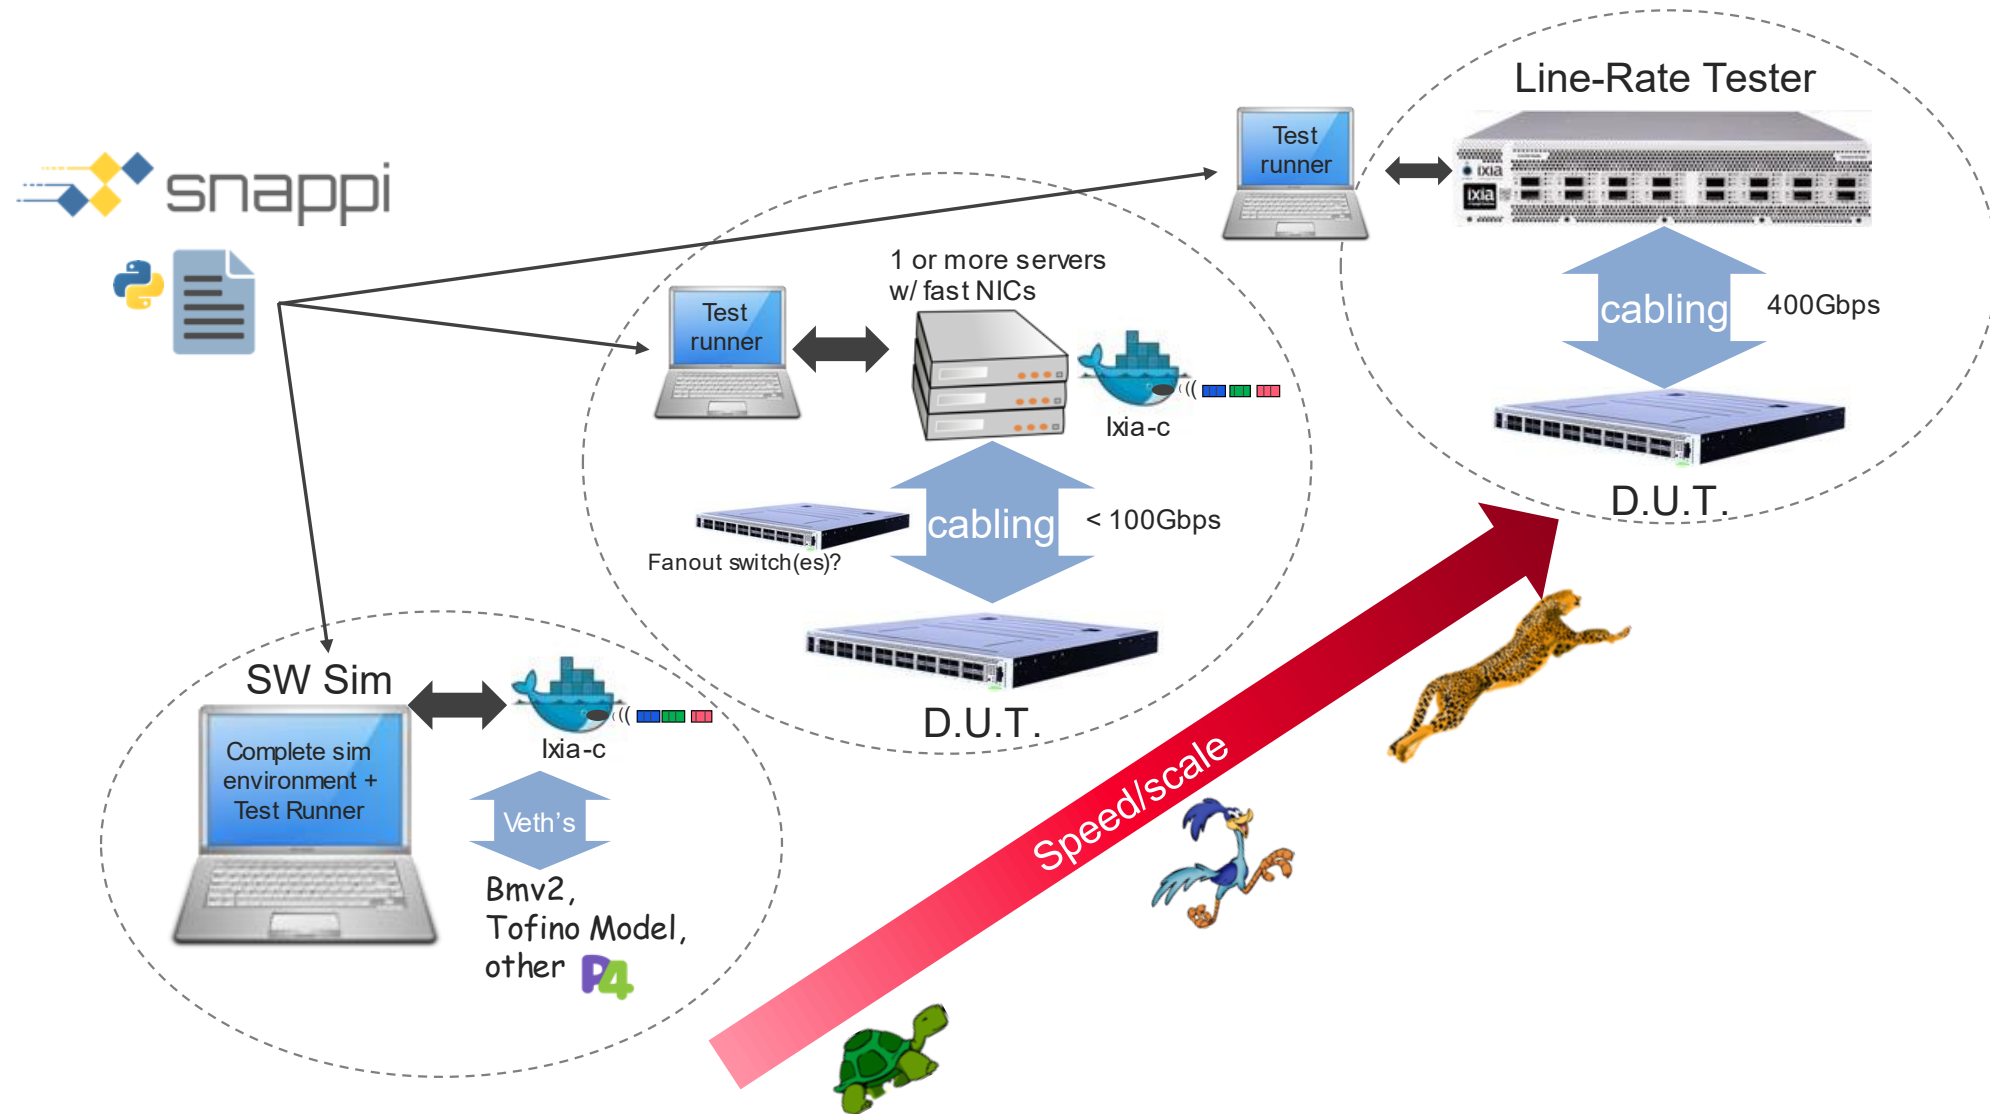 snappi
Line-Rate Tester
Test
runner
IXIA
ixia
cabling
400Gbps
D.U.T.
1 or more servers
w/ fast NICs
Test
runner
Ixia-c
cabling
< 100Gbps
Fanout switch(es)?
D.U.T.
SW Sim
Complete sim
environment +
Test Runner
Ixia-c
Veth's
Bmv2,
Tofino Model,
other P4
Speed/scale